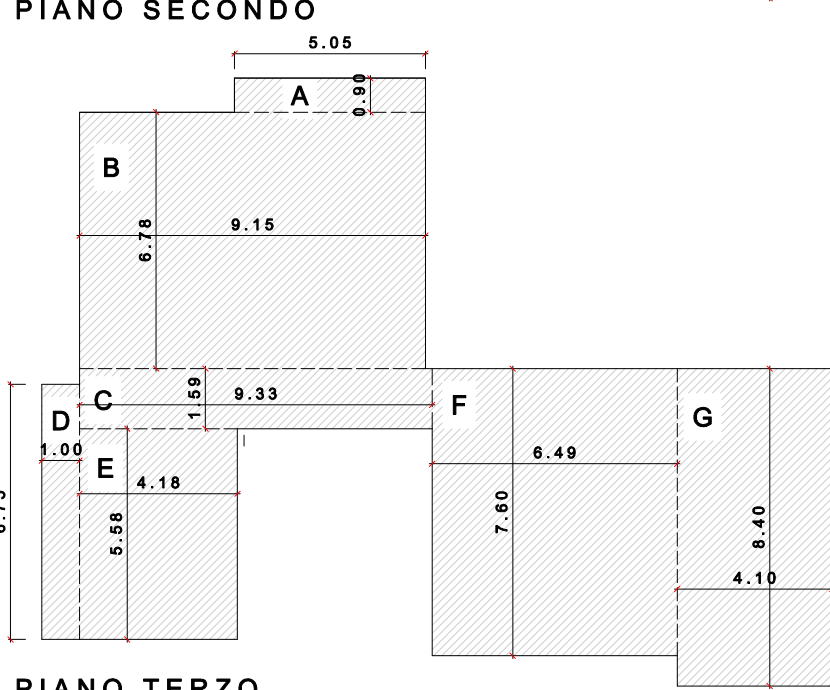 PIANO SECONDO
5.05
A
0.90
B
9.15
6.78
C
1.59
9.33
D
1.00
E
4.18
5.58
F
6.49
7.60
G
8.40
4.10
PIANO TERZO